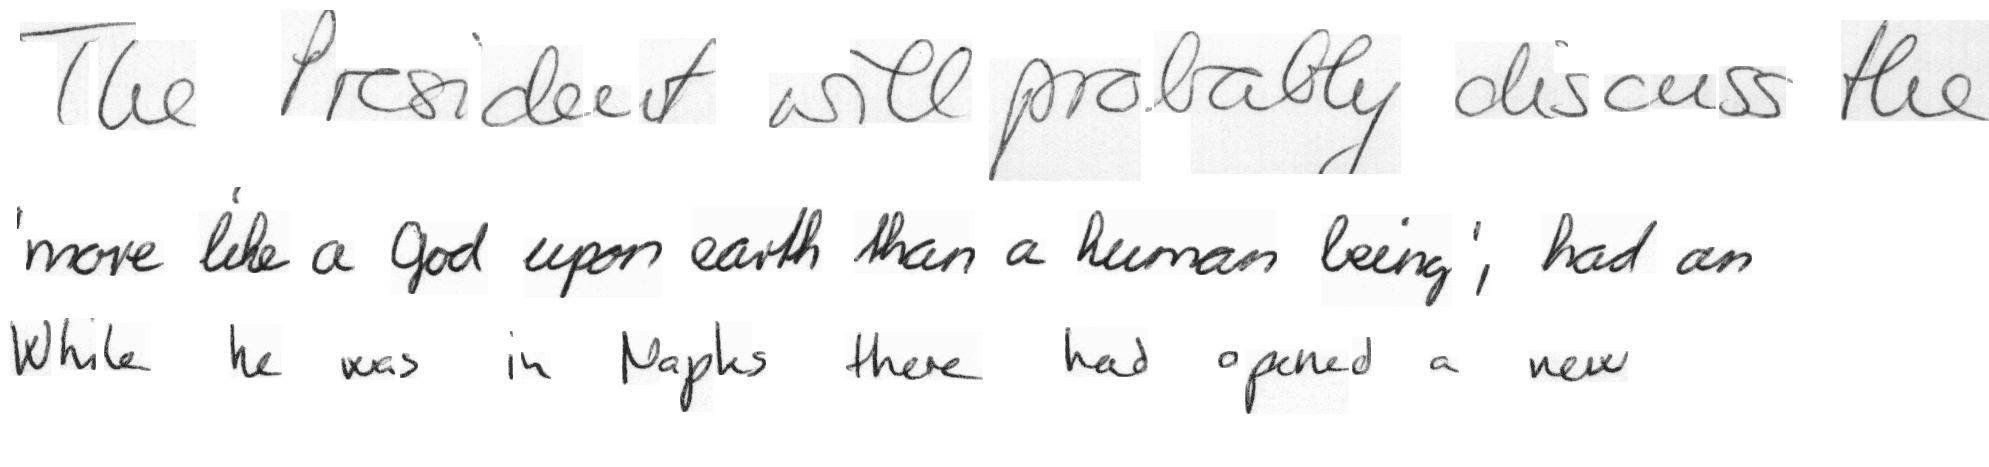 The President will probably discuss the
'more like a God upon earth than a human being', had an
While he was in Naples there had opened a new